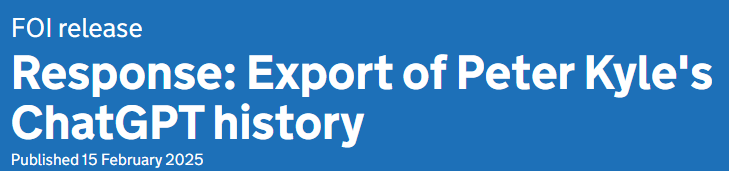 FOI release
Response: Export of Peter Kyle's
ChatGPT history
Published 15 February 2025